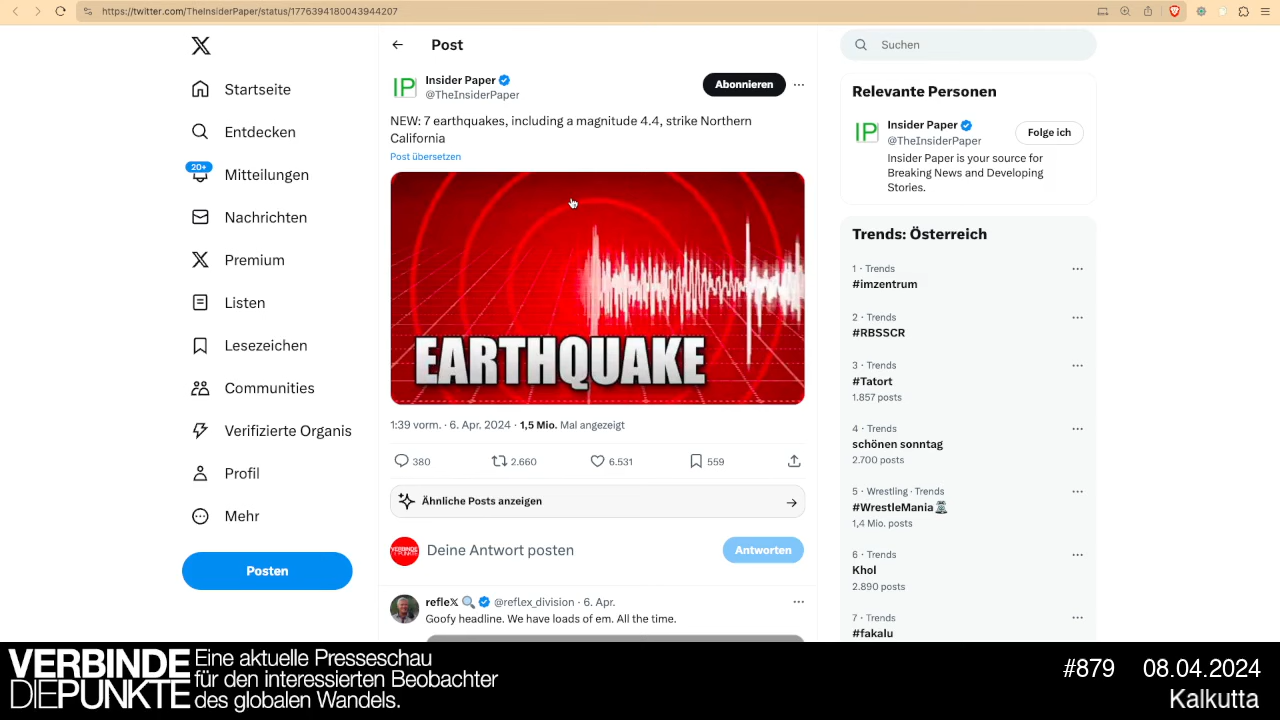 https://twitter.com/TheInsiderPaper/status/1776394180043944207
Startseite
Entdecken
20+
Mitteilungen
Nachrichten
Premium
Listen
Lesezeichen
Communities
Verifizierte Organis
Profil
Mehr
Posten
Post
IP
Insider Paper
@TheInsiderPaper
Abonnieren
NEW: 7 earthquakes, including a magnitude 4.4, strike Northern
California
Post übersetzen
EARTHQUAKE
1:39 vorm. · 6. Apr. 2024 · 1,5 Mio. Mal angezeigt
380 2.660 6.531 559
Ähnliche Posts anzeigen
VERBINDE
Deine Antwort posten
Antworten
refleX @reflex_division · 6. Apr.
Goofy headline. We have loads of em. All the time.
Suchen
Relevante Personen
IP
Insider Paper
@TheInsiderPaper
Folge ich
Insider Paper is your source for
Breaking News and Developing
Stories.
Trends: Österreich
1 · Trends
#imzentrum
2 · Trends
#RBSSCR
3 · Trends
#Tatort
1.857 posts
4 · Trends
schönen sonntag
2.700 posts
5 · Wrestling · Trends
#WrestleMania
1,4 Mio. posts
6 · Trends
Khol
2.890 posts
7 · Trends
#fakalu
VERBINDE
DIEPUNKTE
Eine aktuelle Presseschau
für den interessierten Beobachter
des globalen Wandels.
#879 08.04.2024
Kalkutta